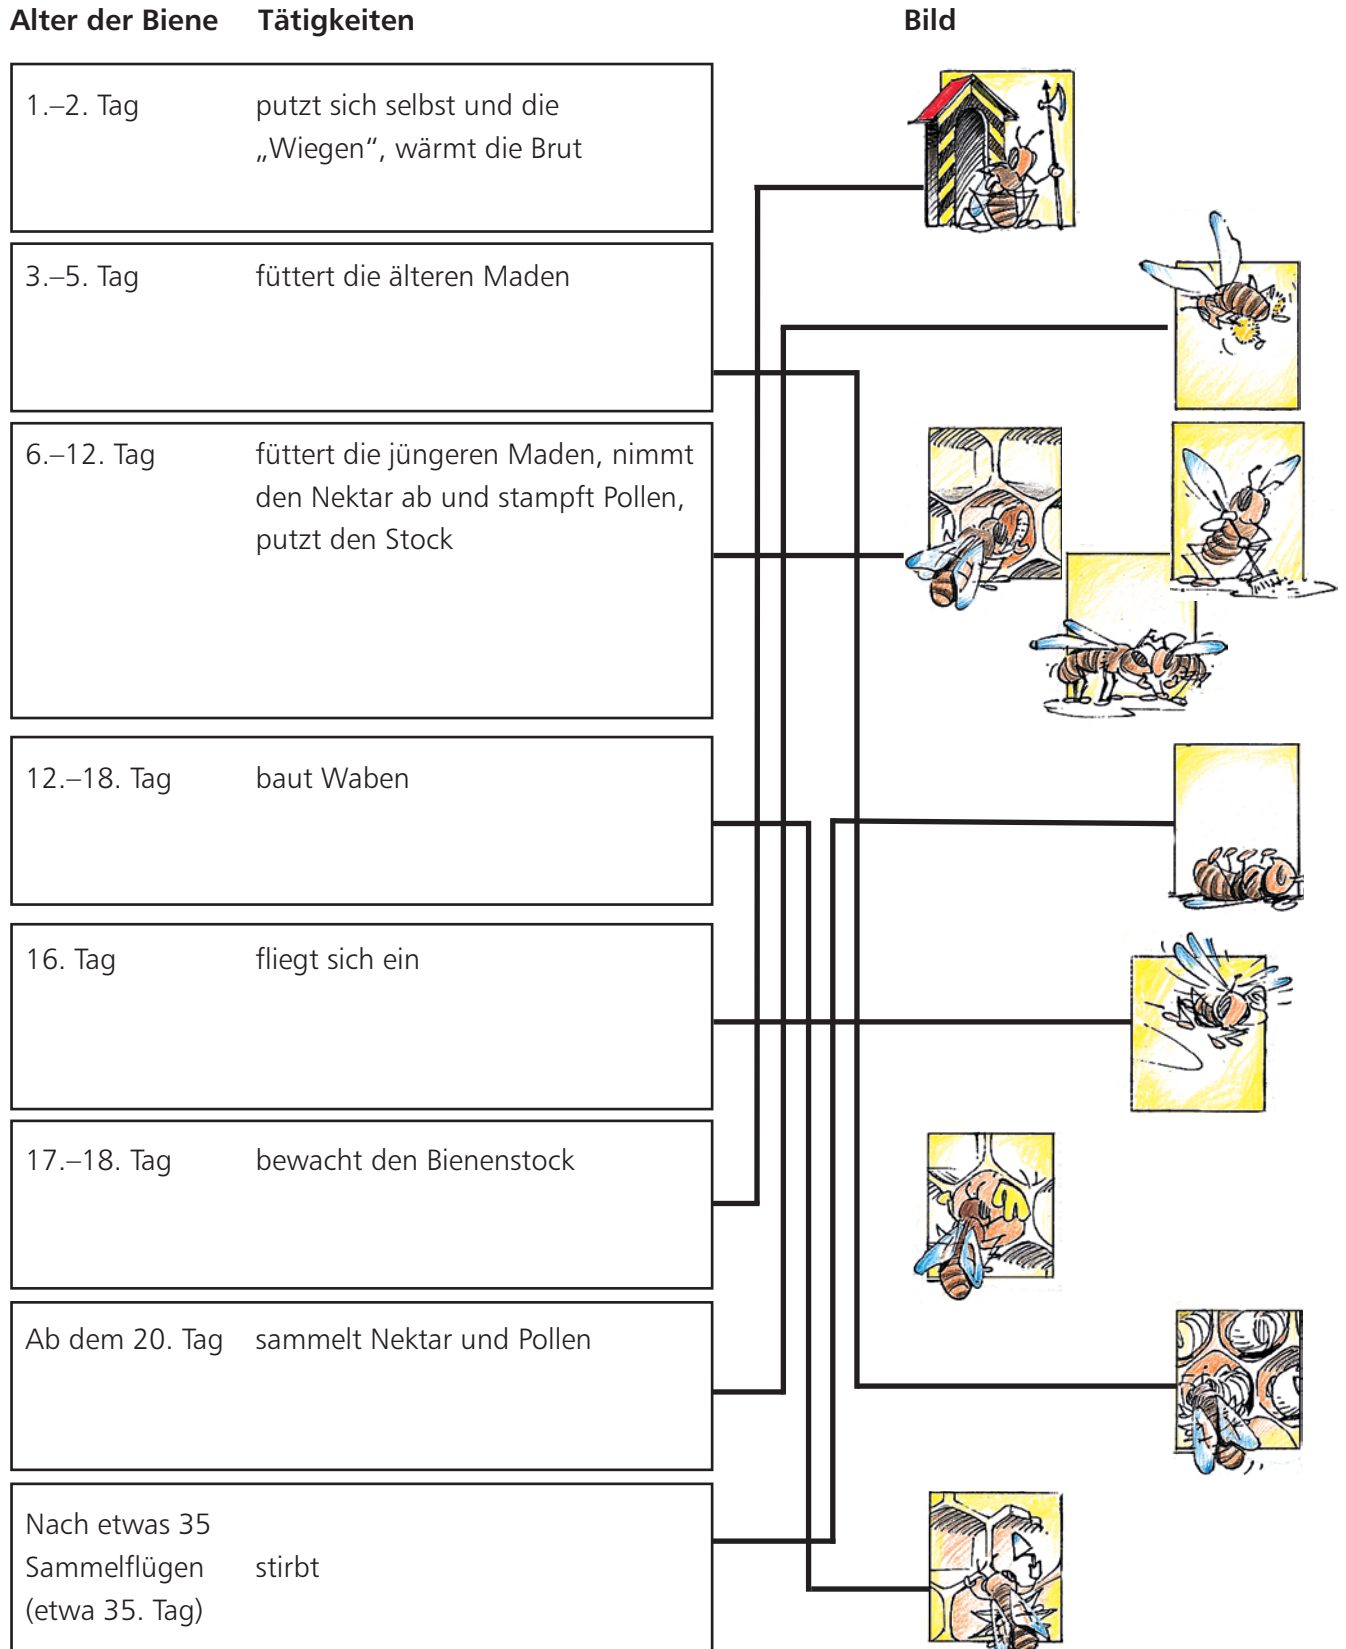 Alter der Biene Tätigkeiten Bild
1.–2. Tag putzt sich selbst und die
„Wiegen“, wärmt die Brut
3.–5. Tag füttert die älteren Maden
6.–12. Tag füttert die jüngeren Maden, nimmt
den Nektar ab und stampft Pollen,
putzt den Stock
12.–18. Tag baut Waben
16. Tag fliegt sich ein
17.–18. Tag bewacht den Bienenstock
Ab dem 20. Tag sammelt Nektar und Pollen
Nach etwas 35
Sammelflügen stirbt
(etwa 35. Tag)